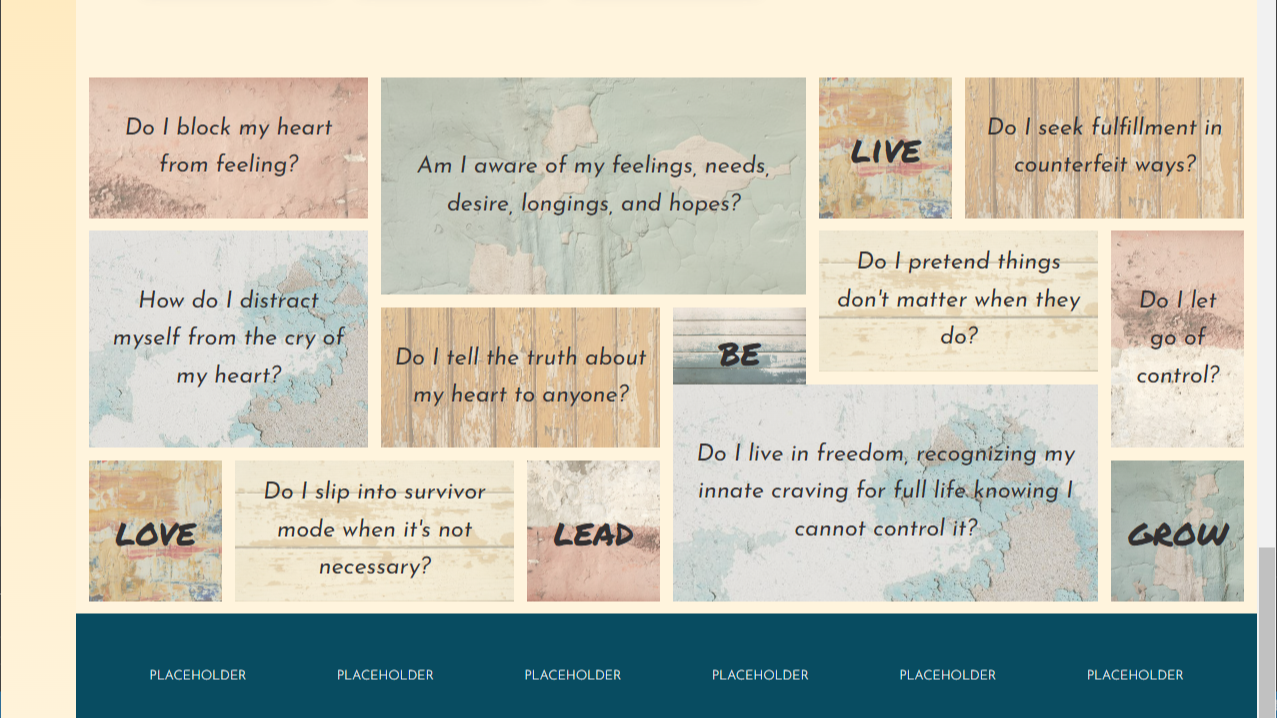 Do I block my heart
from feeling?
Am I aware of my feelings, needs,
desire, longings, and hopes?
LIVE
Do I seek fulfillment in
counterfeit ways?
How do I distract
myself from the cry of
my heart?
Do I tell the truth about
my heart to anyone?
BE
Do I pretend things
don't matter when they
do?
Do I let
go of
control?
LOVE
Do I slip into survivor
mode when it's not
necessary?
LEAD
Do I live in freedom, recognizing my
innate craving for full life knowing I
cannot control it?
GROW
PLACEHOLDER
PLACEHOLDER
PLACEHOLDER
PLACEHOLDER
PLACEHOLDER
PLACEHOLDER